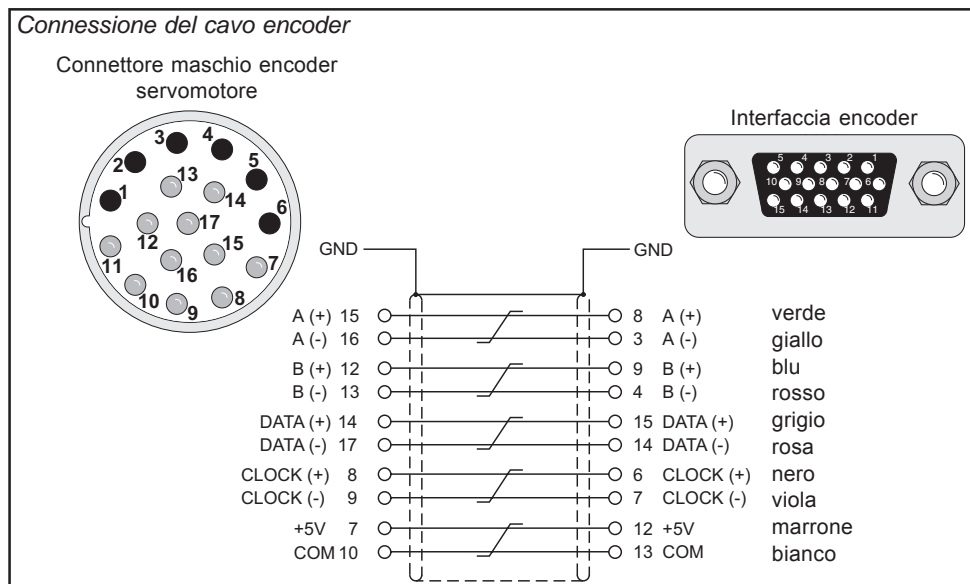 Connessione del cavo encoder
Connettore maschio encoder
servomotore
Interfaccia encoder
3
4
2
5
13
1
14
6
12
17
15
11
16
7
10
9
8
5 4 3 2 1
10 9 8 7 6
15 14 13 12 11
GND
GND
A (+) 15 8 A (+) verde
A (-) 16 3 A (-) giallo
B (+) 12 9 B (+) blu
B (-) 13 4 B (-) rosso
DATA (+) 14 15 DATA (+) grigio
DATA (-) 17 14 DATA (-) rosa
CLOCK (+) 8 6 CLOCK (+) nero
CLOCK (-) 9 7 CLOCK (-) viola
+5V 7 12 +5V marrone
COM 10 13 COM bianco